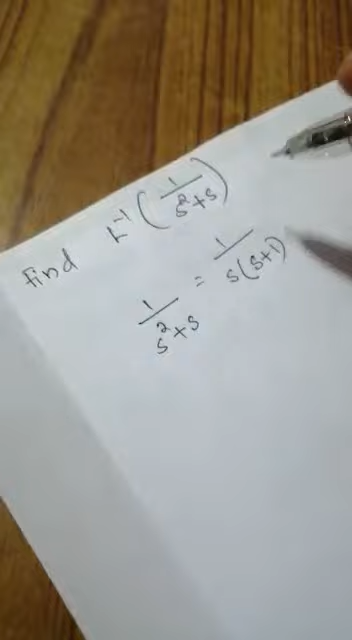 Find L⁻¹ (1/(s²+s))
1/(s²+s) = 1/(s(s+1))